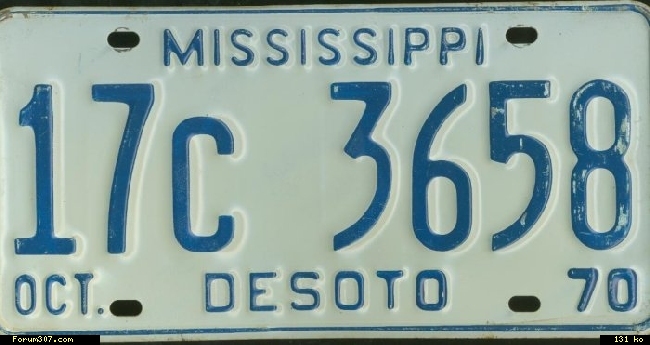 MISSISSIPPI
17C 3658
OCT. DESOTO 70
Forum307.com 131 ko